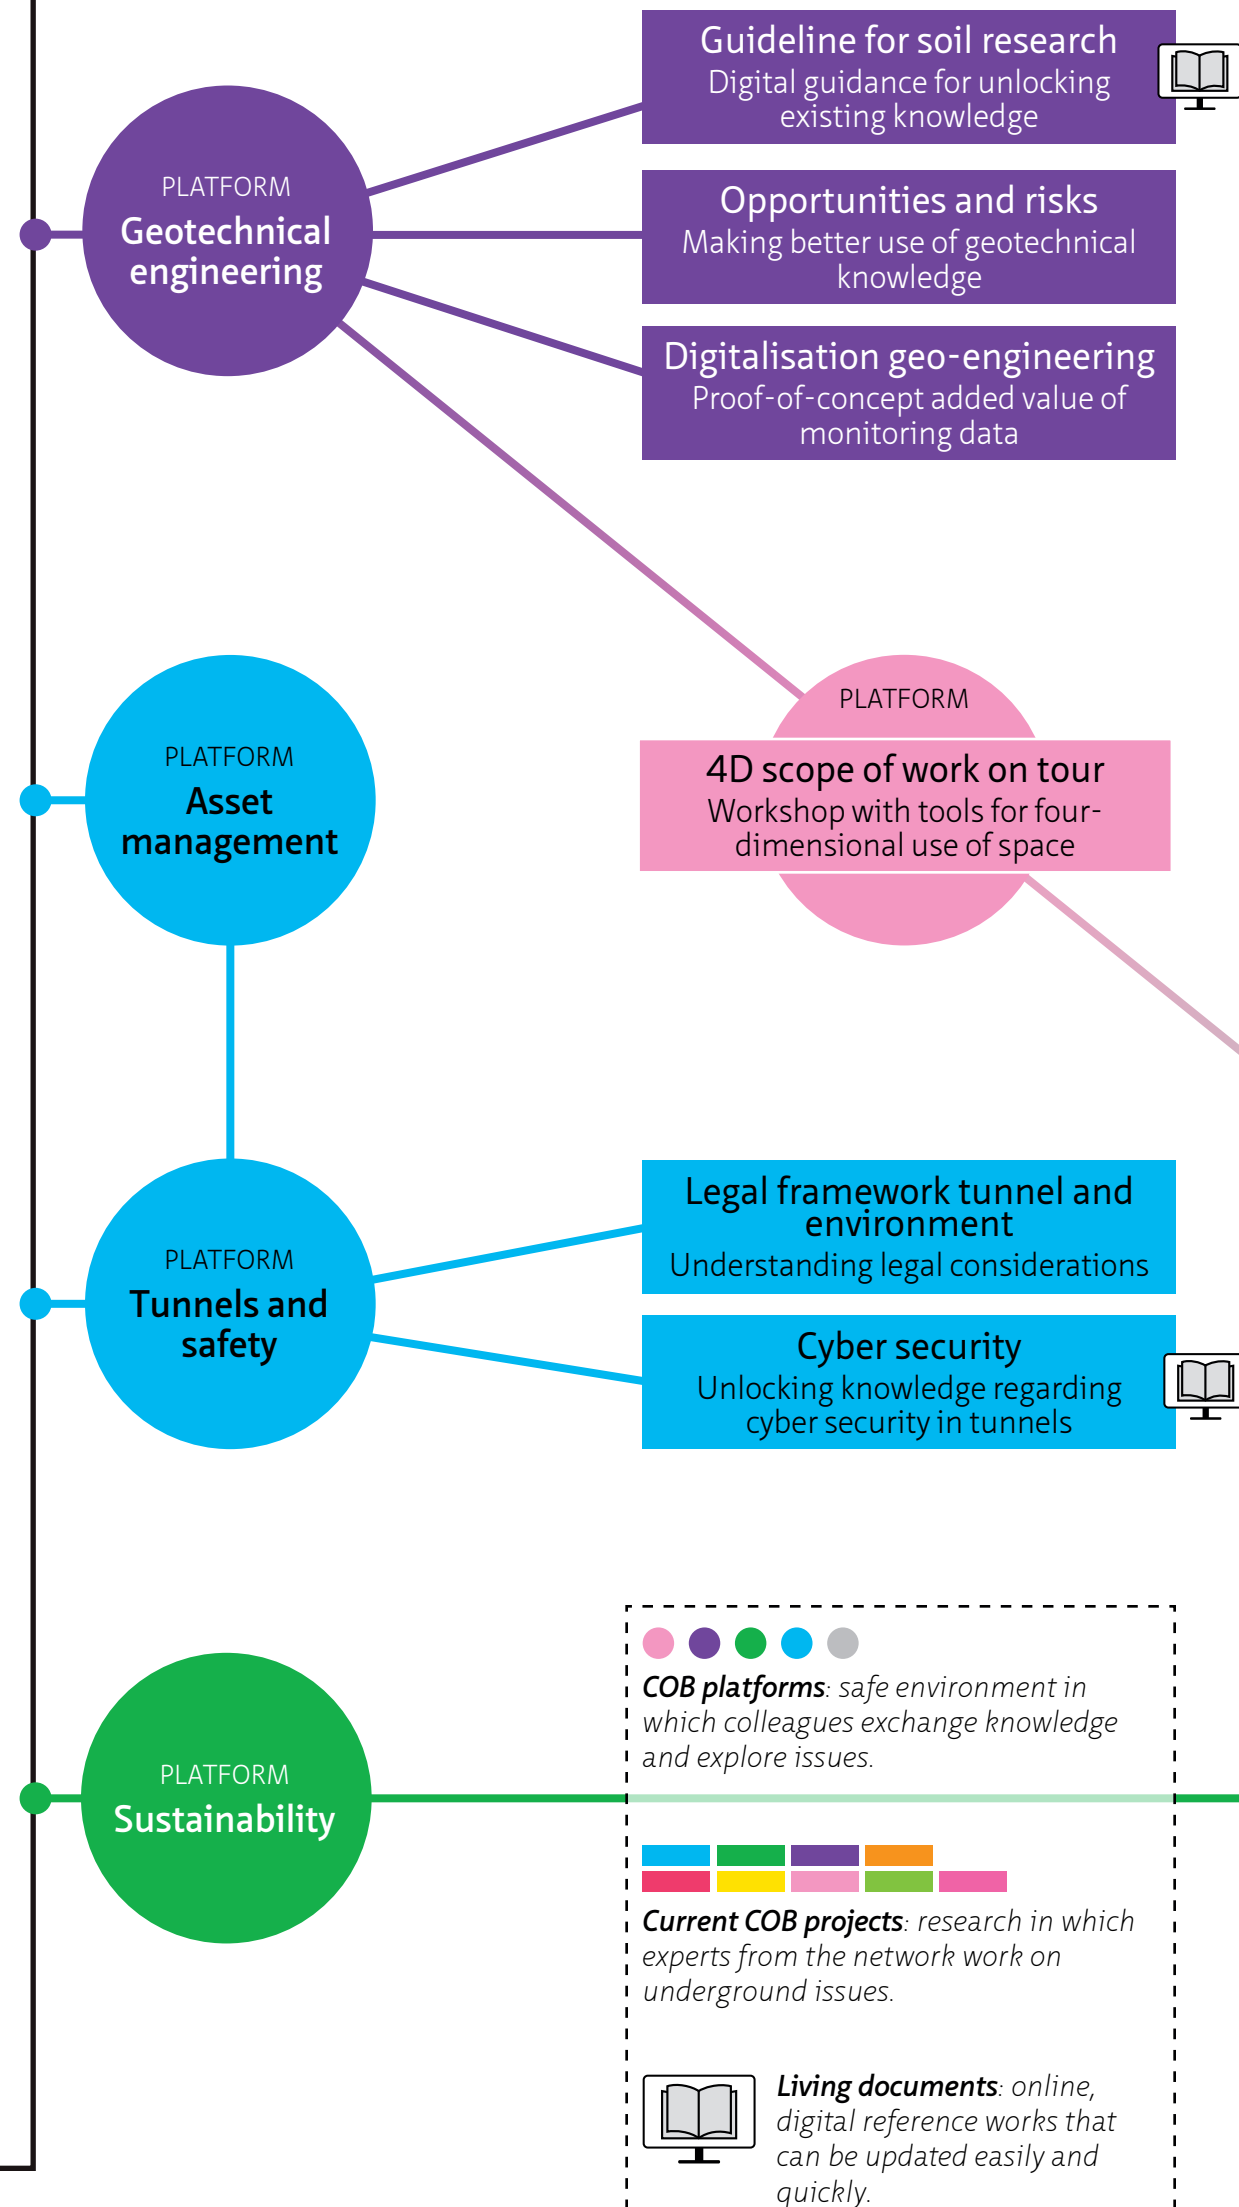 PLATFORM
Geotechnical
engineering
Guideline for soil research
Digital guidance for unlocking
existing knowledge
Opportunities and risks
Making better use of geotechnical
knowledge
Digitalisation geo-engineering
Proof-of-concept added value of
monitoring data
PLATFORM
Asset
management
PLATFORM
4D scope of work on tour
Workshop with tools for four-
dimensional use of space
PLATFORM
Tunnels and
safety
Legal framework tunnel and
environment
Understanding legal considerations
Cyber security
Unlocking knowledge regarding
cyber security in tunnels
PLATFORM
Sustainability
COB platforms: safe environment in
which colleagues exchange knowledge
and explore issues.
Current COB projects: research in which
experts from the network work on
underground issues.
Living documents: online,
digital reference works that
can be updated easily and
quickly.